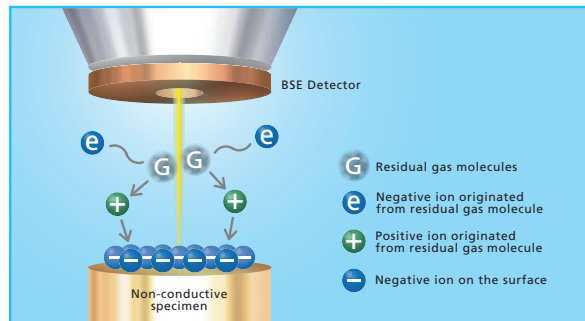 BSE Detector
e
e
G
G
+
+
Non-conductive
specimen
G
Residual gas molecules
e
Negative ion originated
from residual gas molecule
+
Positive ion originated
from residual gas molecule
−
Negative ion on the surface